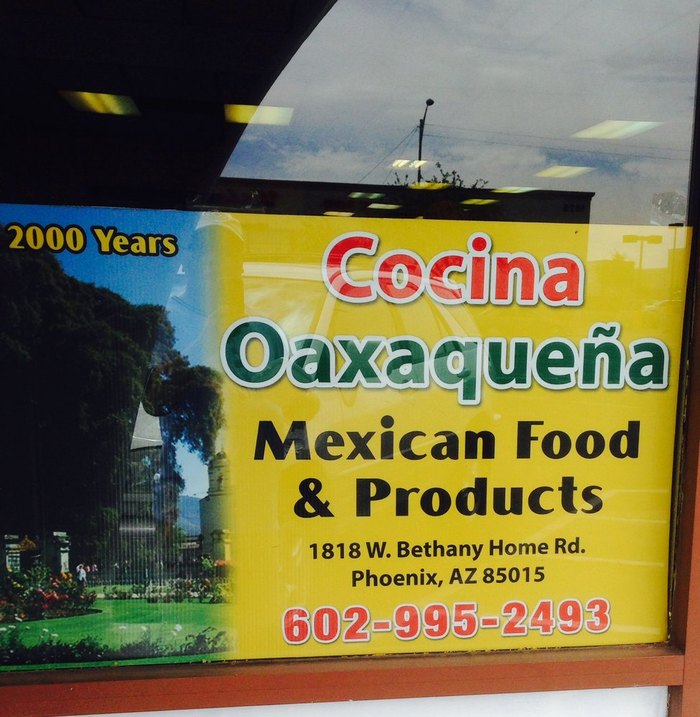 2000 Years
Cocina
Oaxaqueña
Mexican Food
& Products
1818 W. Bethany Home Rd.
Phoenix, AZ 85015
602-995-2493